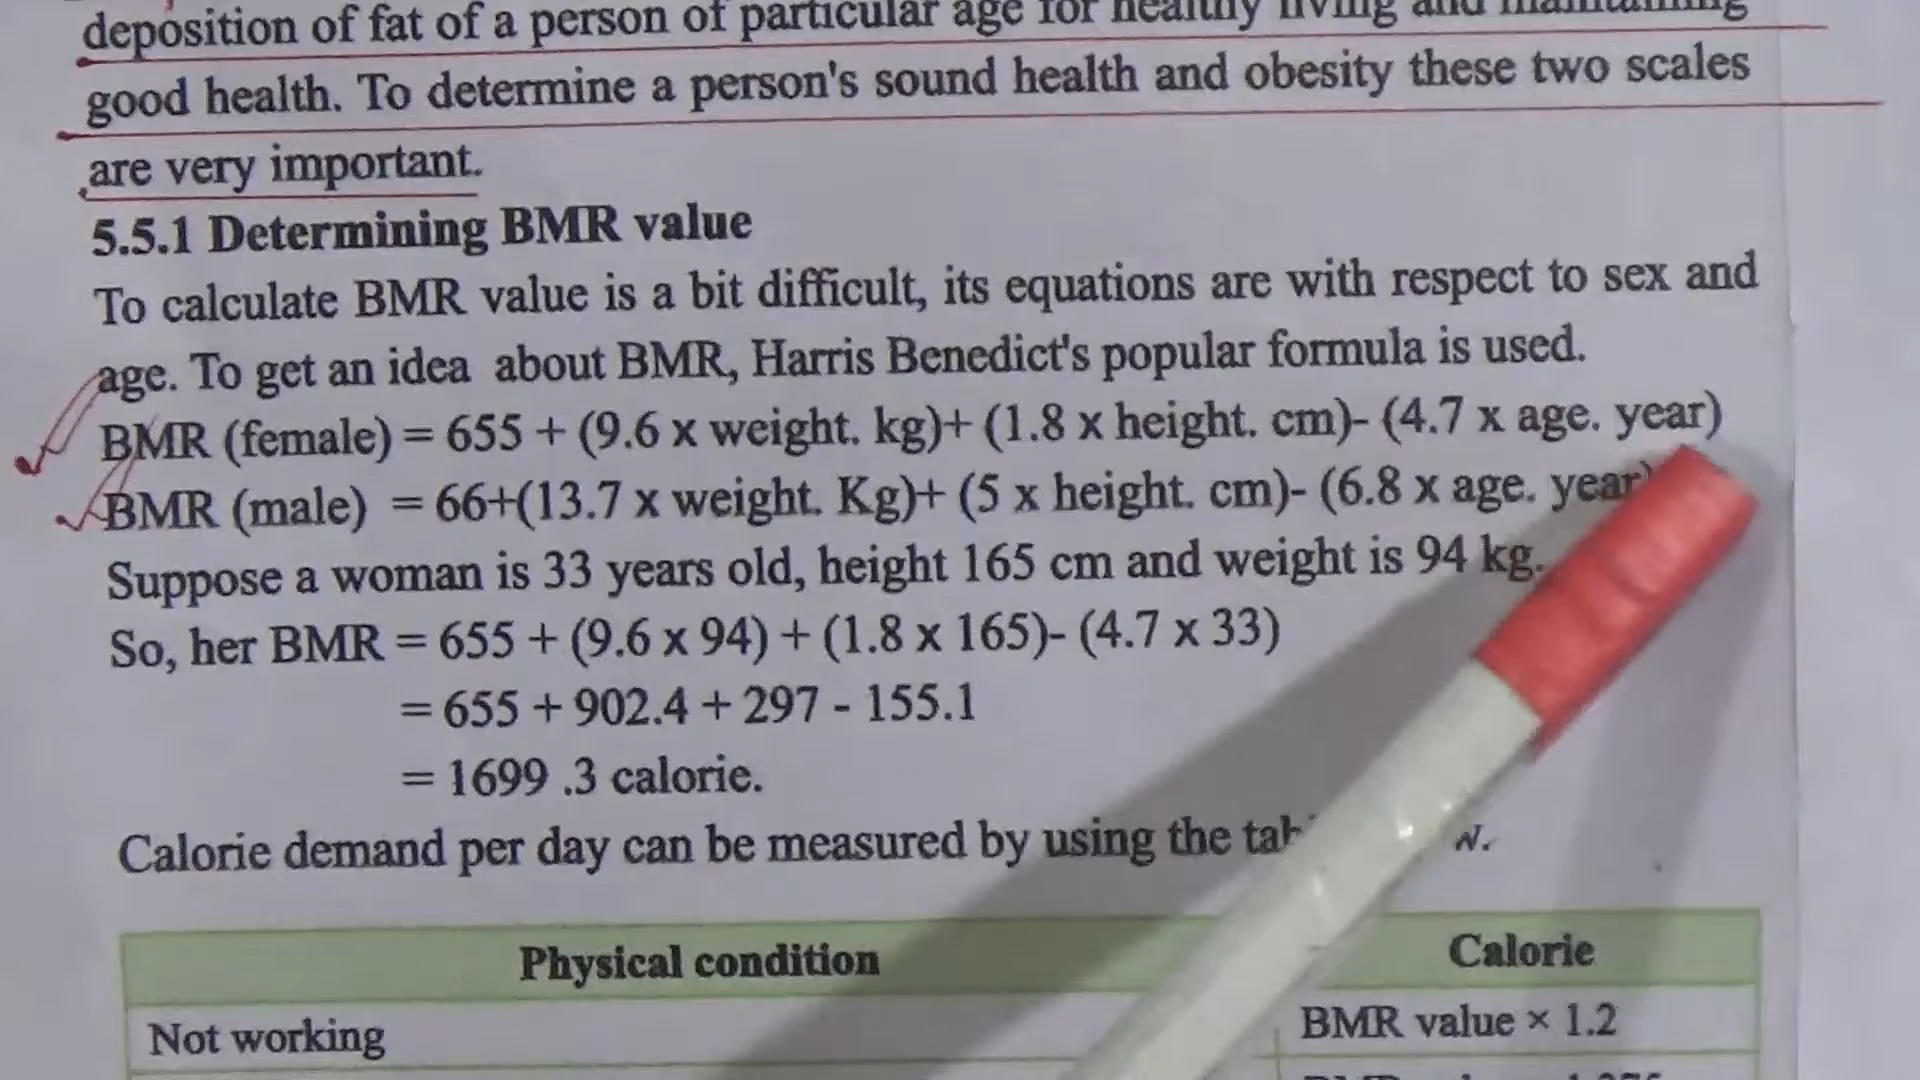 deposition of fat of a person of particular age for healthy living and maintaining
good health. To determine a person's sound health and obesity these two scales
are very important.
5.5.1 Determining BMR value
To calculate BMR value is a bit difficult, its equations are with respect to sex and
age. To get an idea about BMR, Harris Benedict's popular formula is used.
BMR (female) = 655 + (9.6 x weight. kg)+ (1.8 x height. cm)- (4.7 x age. year)
BMR (male) = 66+(13.7 x weight. Kg)+ (5 x height. cm)- (6.8 x age. year)
Suppose a woman is 33 years old, height 165 cm and weight is 94 kg.
So, her BMR = 655 + (9.6 x 94) + (1.8 x 165)- (4.7 x 33)
= 655 + 902.4 + 297 - 155.1
= 1699 .3 calorie.
Calorie demand per day can be measured by using the
Physical condition Calorie
Not working BMR value × 1.2